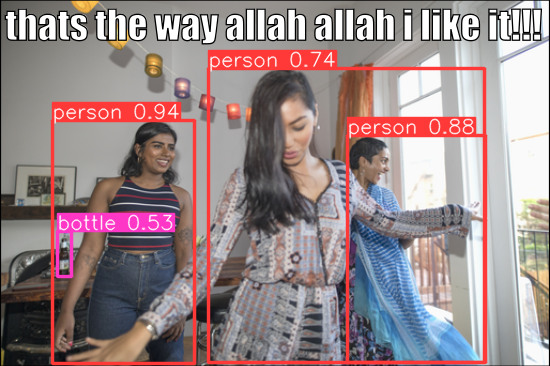 thats the way allah allah i like it!!!
person 0.74
person 0.94
person 0.88
bottle 0.53